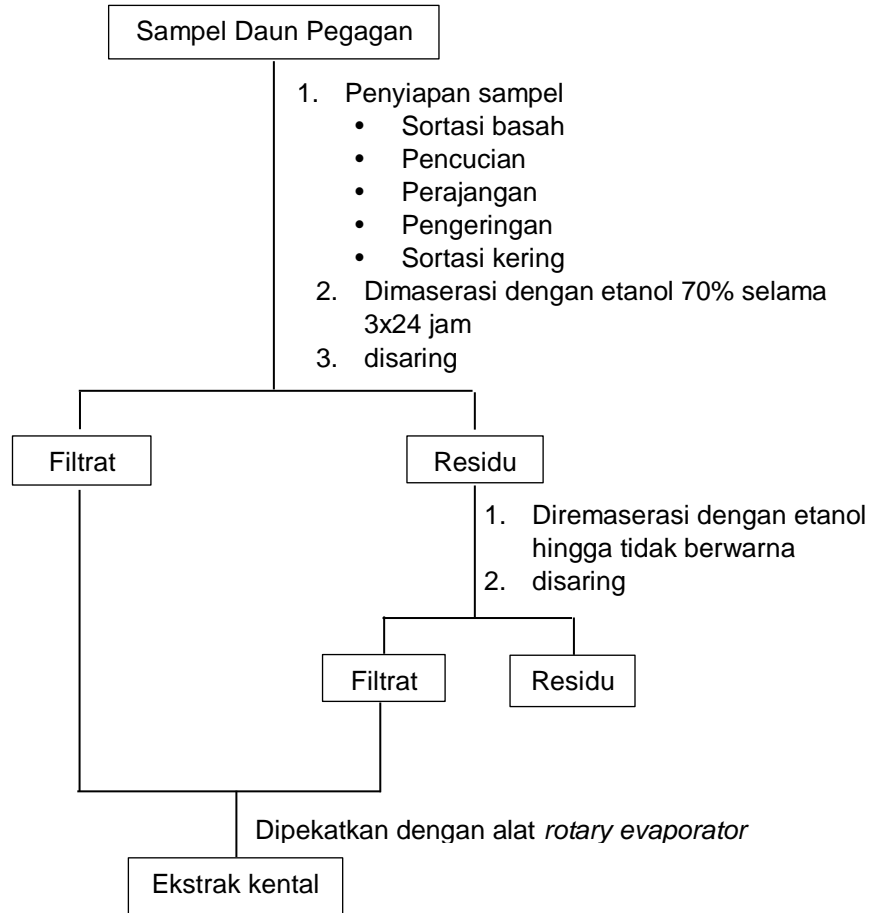 Sampel Daun Pegagan
1. Penyiapan sampel
• Sortasi basah
• Pencucian
• Perajangan
• Pengeringan
• Sortasi kering
2. Dimaserasi dengan etanol 70% selama
3x24 jam
3. disaring
Filtrat
Residu
1. Diremaserasi dengan etanol
hingga tidak berwarna
2. disaring
Filtrat
Residu
Dipekatkan dengan alat rotary evaporator
Ekstrak kental